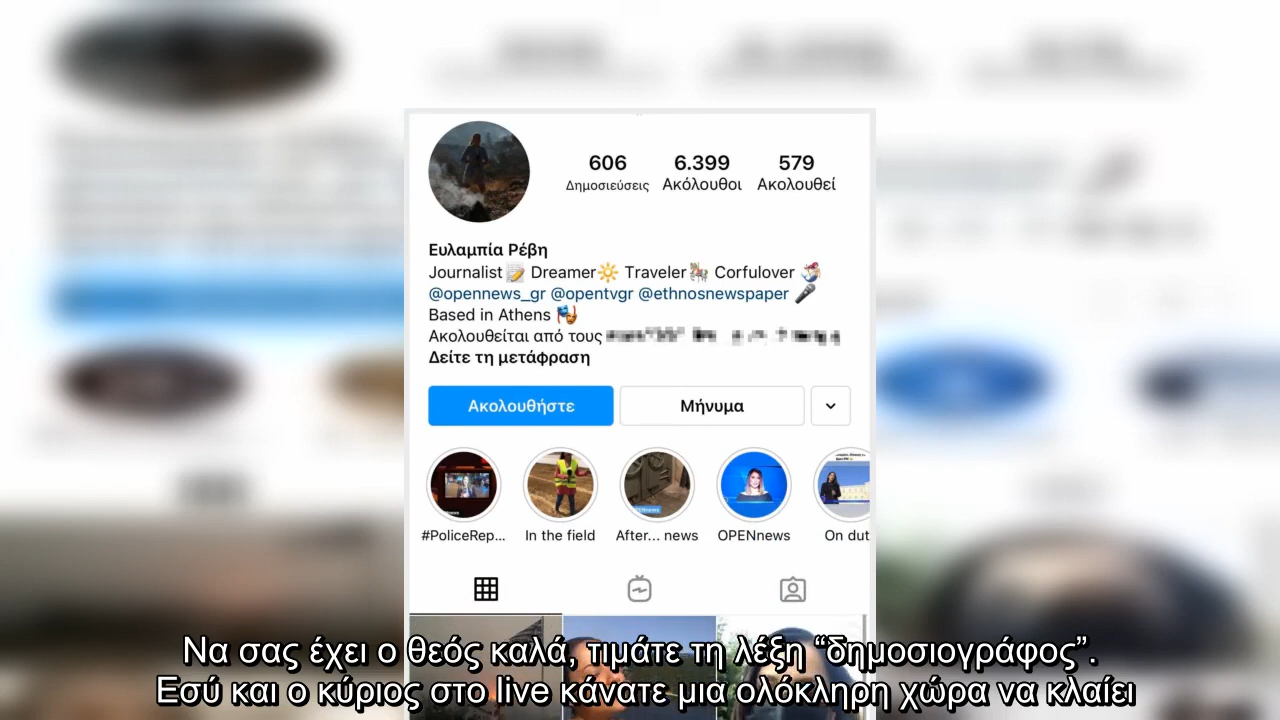 606 6.399 579
Δημοσιεύσεις Ακόλουθοι Ακολουθεί
Ευλαμπία Ρέβη
Journalist📝 Dreamer☀️ Traveler🎠 Corfulover 🧜‍♀️
@opennews_gr @opentvgr @ethnosnewspaper 🎤
Based in Athens 🎭
Ακολουθείται από τους
Δείτε τη μετάφραση
Ακολουθήστε Μήνυμα
#PoliceRep... In the field After... news OPENnews On dut
Να σας έχει ο θεός καλά, τιμάτε τη λέξη “δημοσιογράφος”.
Εσύ και ο κύριος στο live κάνατε μια ολόκληρη χώρα να κλαίει